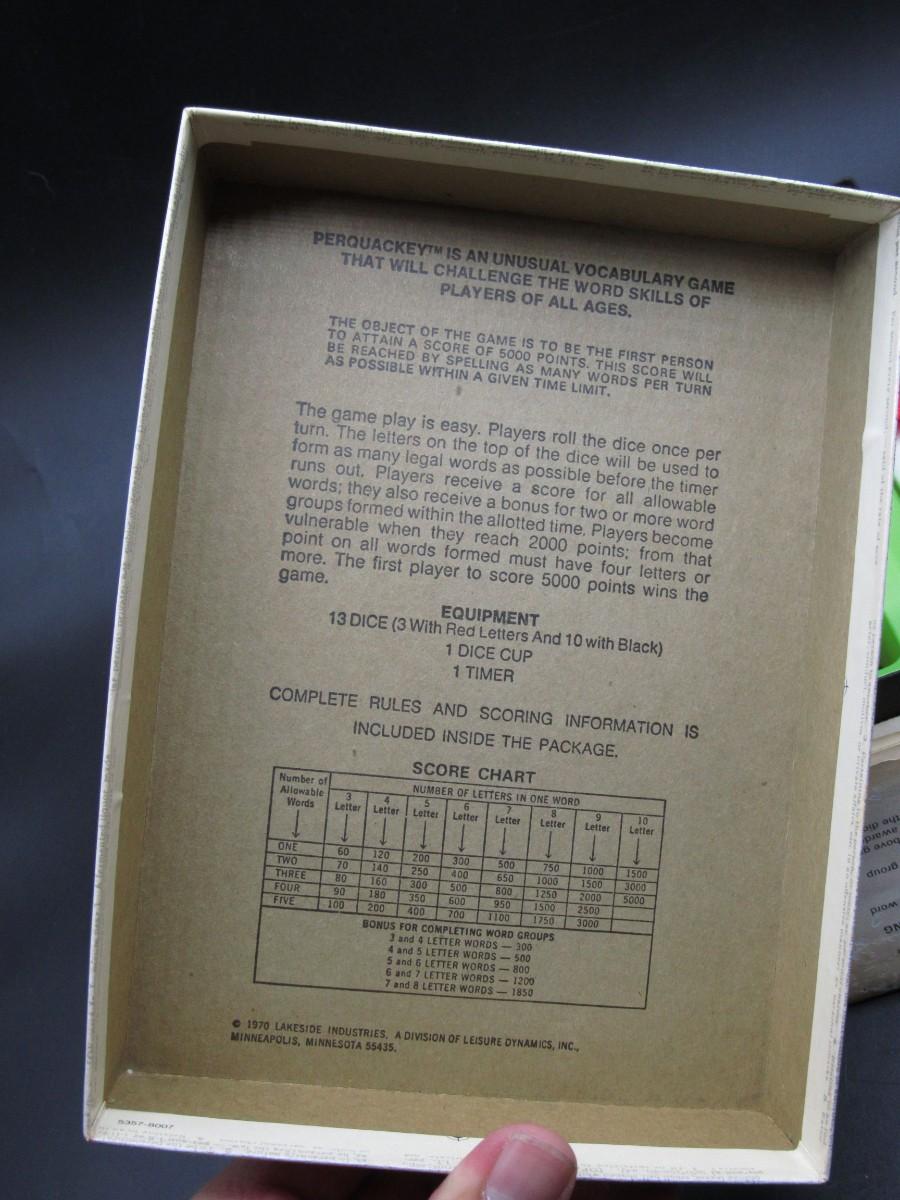 PERQUACKEY™ IS AN UNUSUAL VOCABULARY GAME
THAT WILL CHALLENGE THE WORD SKILLS OF
PLAYERS OF ALL AGES.
THE OBJECT OF THE GAME IS TO BE THE FIRST PERSON
TO ATTAIN A SCORE OF 5000 POINTS. THIS SCORE WILL
BE REACHED BY SPELLING AS MANY WORDS PER TURN
AS POSSIBLE WITHIN A GIVEN TIME LIMIT.
The game play is easy. Players roll the dice once per
turn. The letters on the top of the dice will be used to
form as many legal words as possible before the timer
runs out. Players receive a score for all allowable
words; they also receive a bonus for two or more word
groups formed within the allotted time. Players become
vulnerable when they reach 2000 points; from that
point on all words formed must have four letters or
more. The first player to score 5000 points wins the
game.
EQUIPMENT
13 DICE (3 With Red Letters And 10 with Black)
1 DICE CUP
1 TIMER
COMPLETE RULES AND SCORING INFORMATION IS
INCLUDED INSIDE THE PACKAGE.
SCORE CHART
Number of Allowable Words
NUMBER OF LETTERS IN ONE WORD
3 Letter 4 Letter 5 Letter 6 Letter 7 Letter 8 Letter 9 Letter 10 Letter
ONE 60 120 200 300 500 750 1000 1500
TWO 70 140 250 400 650 1000 1500 3000
THREE 80 160 300 500 800 1250 2000 5000
FOUR 90 180 350 600 950 1500 2500
FIVE 100 200 400 700 1100 1750 3000
BONUS FOR COMPLETING WORD GROUPS
3 and 4 LETTER WORDS — 300
4 and 5 LETTER WORDS — 500
5 and 6 LETTER WORDS — 800
6 and 7 LETTER WORDS — 1200
7 and 8 LETTER WORDS — 1850
© 1970 LAKESIDE INDUSTRIES, A DIVISION OF LEISURE DYNAMICS, INC.,
MINNEAPOLIS, MINNESOTA 55435.
5357-8007
the dic
award
bove g
group
word
NG